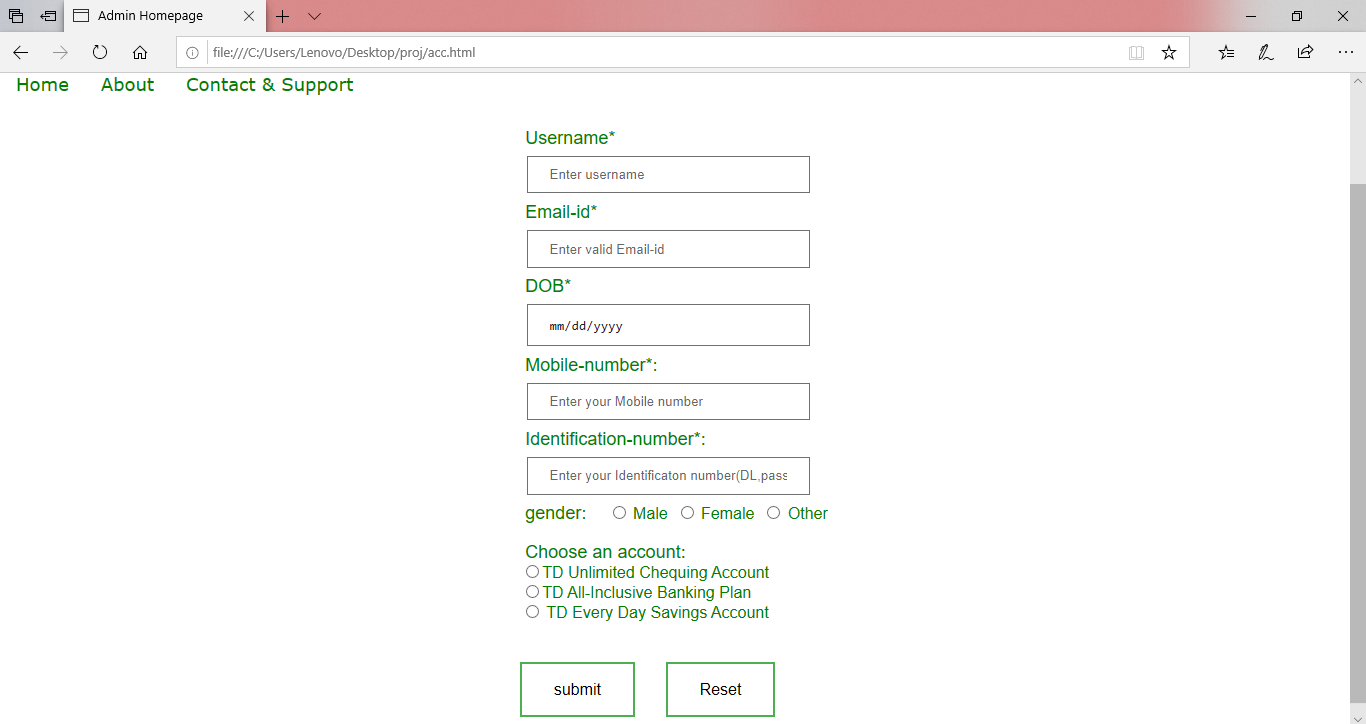 Admin Homepage
file:///C:/Users/Lenovo/Desktop/proj/acc.html
Home About Contact & Support
Username*
Enter username
Email-id*
Enter valid Email-id
DOB*
mm/dd/yyyy
Mobile-number*:
Enter your Mobile number
Identification-number*:
Enter your Identificaton number(DL,pass
gender: Male Female Other
Choose an account:
TD Unlimited Chequing Account
TD All-Inclusive Banking Plan
TD Every Day Savings Account
submit Reset